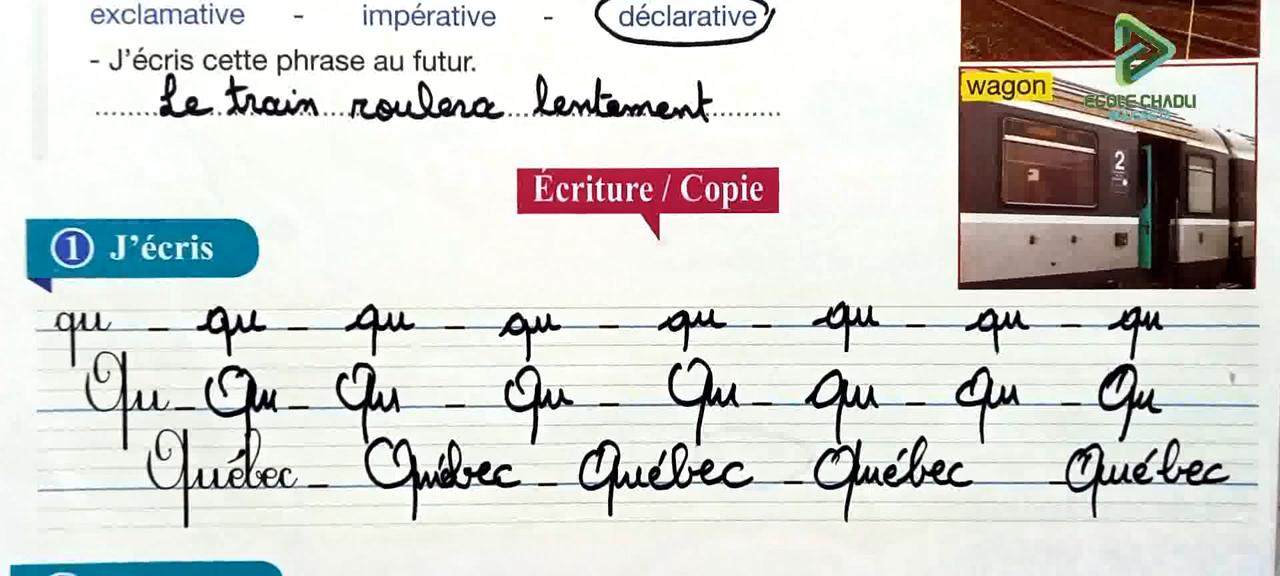 exclamative - impérative - déclarative
- J'écris cette phrase au futur.
Le train roulera lentement
wagon
ECOLE CHADLI
2
Écriture / Copie
1 J'écris
qu - qu - qu - qu - qu - qu - qu - qu
Qu - Qu - Qu - Qu - Qu - Qu - Qu - Qu
Québec - Québec - Québec - Québec - Québec